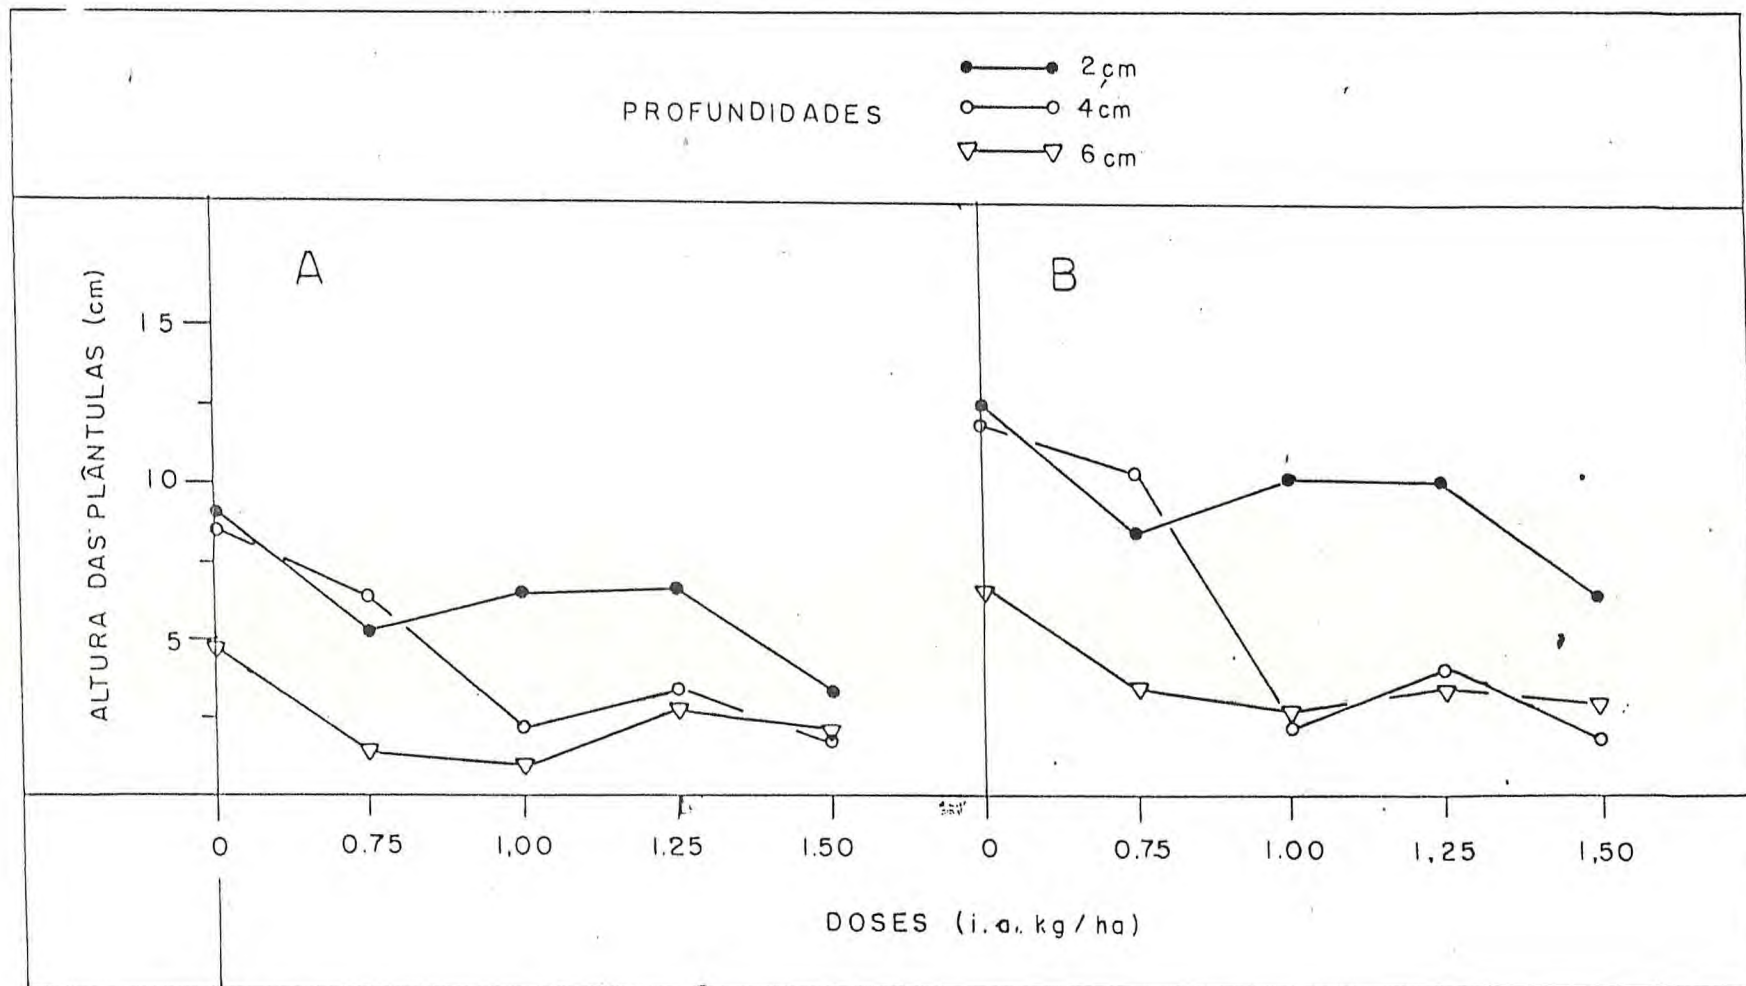 PROFUNDIDADES
2 cm
4 cm
6 cm
A
B
ALTURA DAS PLÂNTULAS (cm)
15
10
5
0 0.75 1,00 1.25 1.50
0 0.75 1.00 1,25 1,50
DOSES (i.a. kg/ha)